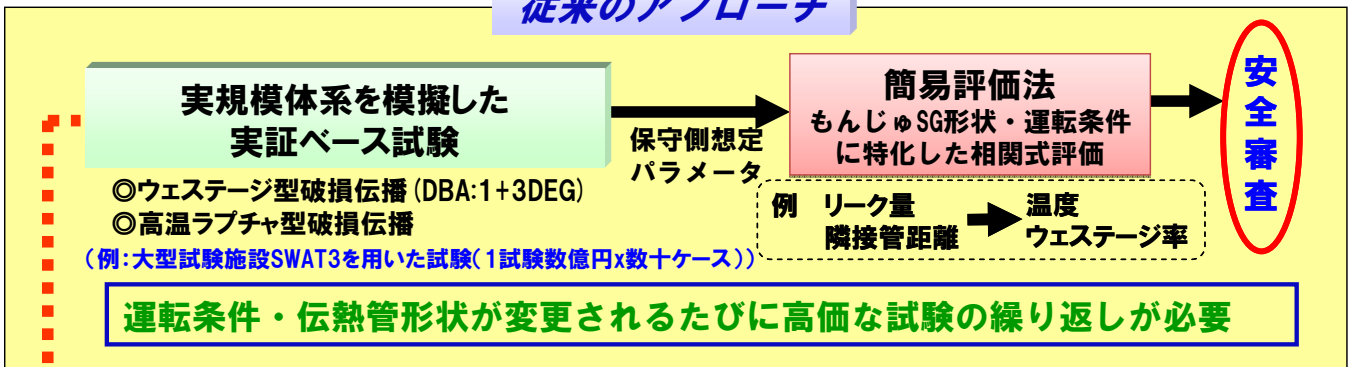 従来のアプローチ
実規模体系を模擬した
実証ベース試験
◎ウェステージ型破損伝播(DBA:1+3DEG)
◎高温ラプチャ型破損伝播
(例:大型試験施設SWAT3を用いた試験(1試験数億円x数十ケース))
保守側想定
パラメータ
簡易評価法
もんじゅSG形状・運転条件
に特化した相関式評価
例 リーク量
隣接管距離
温度
ウェステージ率
安全審査
運転条件・伝熱管形状が変更されるたびに高価な試験の繰り返しが必要